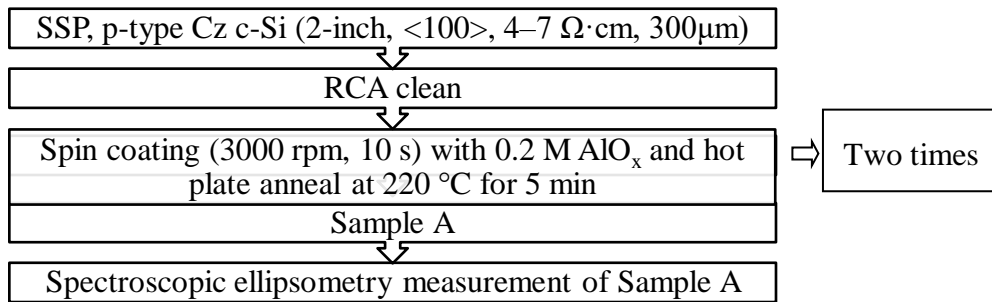 SSP, p-type Cz c-Si (2-inch, <100>, 4–7 Ω·cm, 300μm)
RCA clean
Spin coating (3000 rpm, 10 s) with 0.2 M AlOₓ and hot
plate anneal at 220 °C for 5 min
Two times
Sample A
Spectroscopic ellipsometry measurement of Sample A